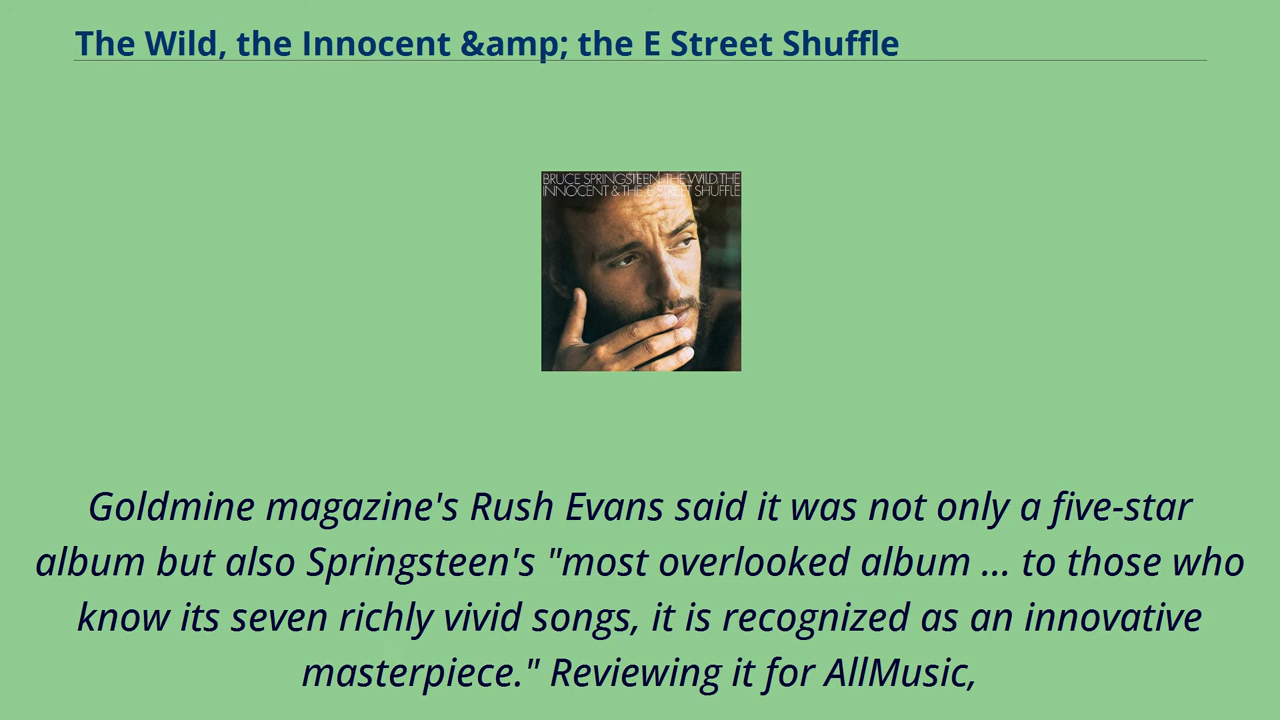 The Wild, the Innocent &amp; the E Street Shuffle
BRUCE SPRINGSTEEN, THE WILD, THE
INNOCENT & THE E STREET SHUFFLE
Goldmine magazine's Rush Evans said it was not only a five-star
album but also Springsteen's "most overlooked album ... to those who
know its seven richly vivid songs, it is recognized as an innovative
masterpiece." Reviewing it for AllMusic,